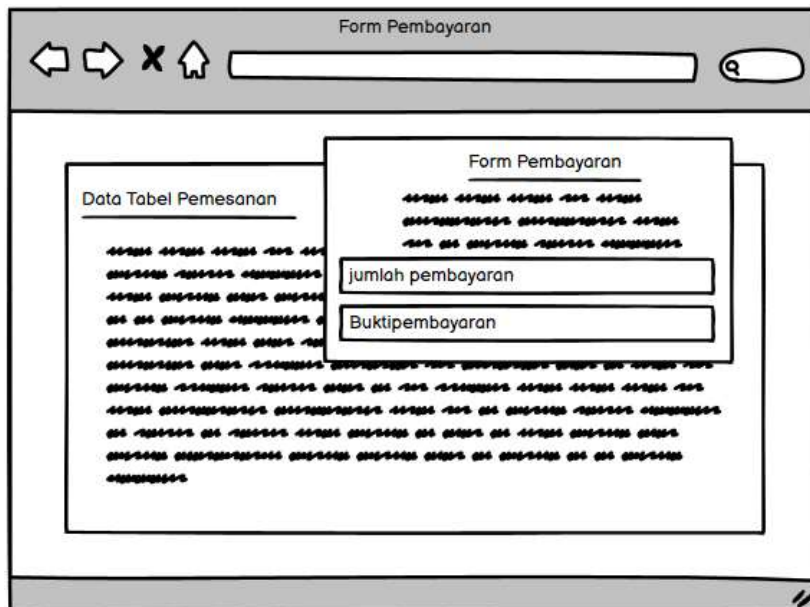 Form Pembayaran
Form Pembayaran
Data Tabel Pemesanan
jumlah pembayaran
Buktipembayaran